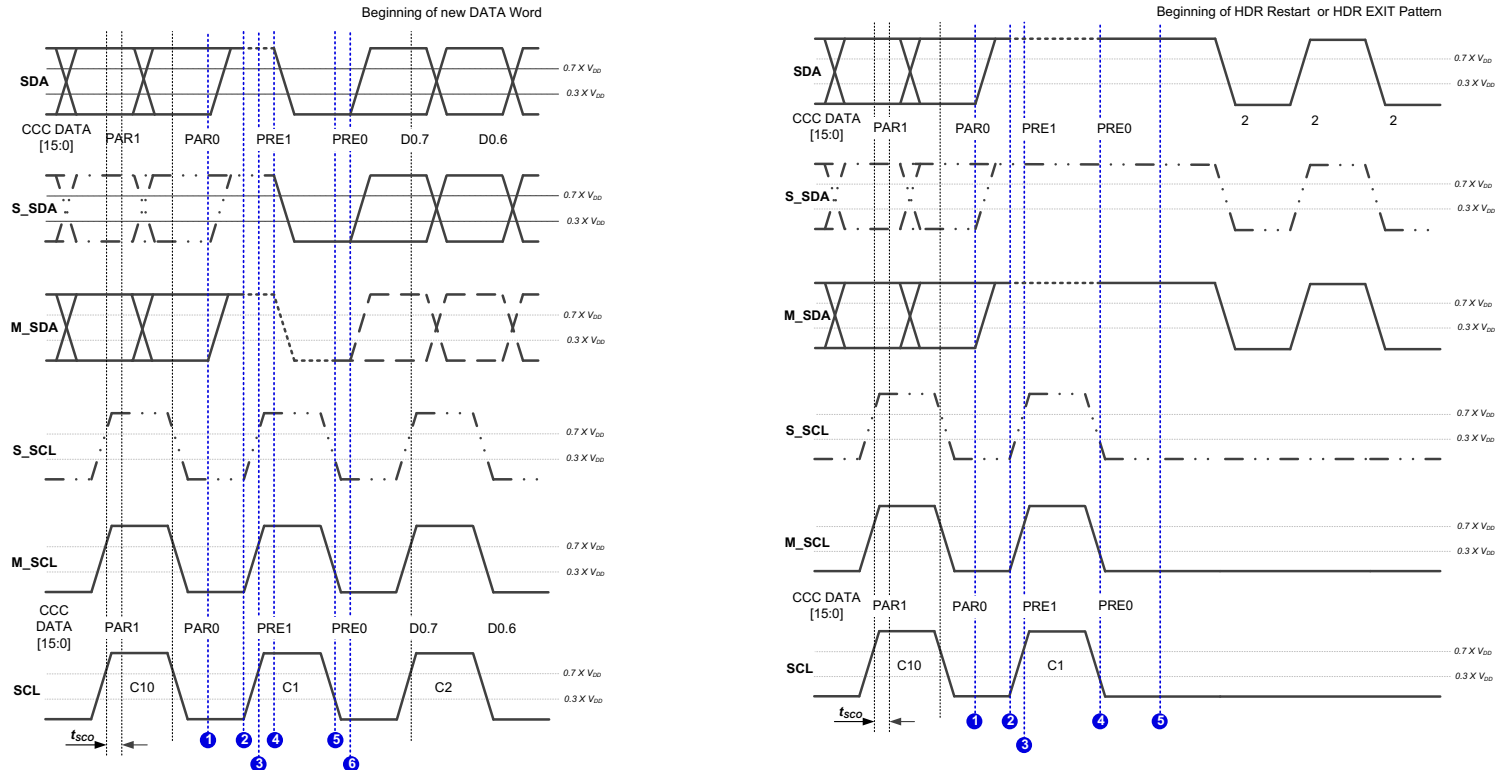 Beginning of new DATA Word
SDA
0.7 X VDD
0.3 X VDD
CCC DATA
[15:0]
PAR1 PAR0 PRE1 PRE0 D0.7 D0.6
S_SDA
0.7 X VDD
0.3 X VDD
M_SDA
0.7 X VDD
0.3 X VDD
S_SCL
0.7 X VDD
0.3 X VDD
M_SCL
0.7 X VDD
0.3 X VDD
CCC
DATA
[15:0]
PAR1 PAR0 PRE1 PRE0 D0.7 D0.6
SCL
C10 C1 C2
0.7 X VDD
0.3 X VDD
tSCO
1 2 4 5
3 6
Beginning of HDR Restart or HDR EXIT Pattern
SDA
0.7 X VDD
0.3 X VDD
CCC DATA
[15:0]
PAR1 PAR0 PRE1 PRE0 2 2 2
S_SDA
0.7 X VDD
0.3 X VDD
M_SDA
0.7 X VDD
0.3 X VDD
S_SCL
0.7 X VDD
0.3 X VDD
M_SCL
0.7 X VDD
0.3 X VDD
CCC DATA
[15:0]
PAR1 PAR0 PRE1 PRE0
SCL
C10 C1
0.7 X VDD
0.3 X VDD
tSCO
1 2 4 5
3